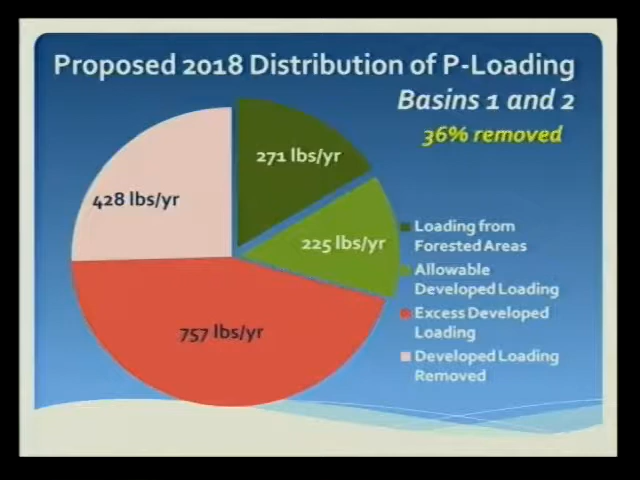 Proposed 2018 Distribution of P-Loading
Basins 1 and 2
36% removed
271 lbs/yr
428 lbs/yr
225 lbs/yr
757 lbs/yr
Loading from
Forested Areas
Allowable
Developed Loading
Excess Developed
Loading
Developed Loading
Removed